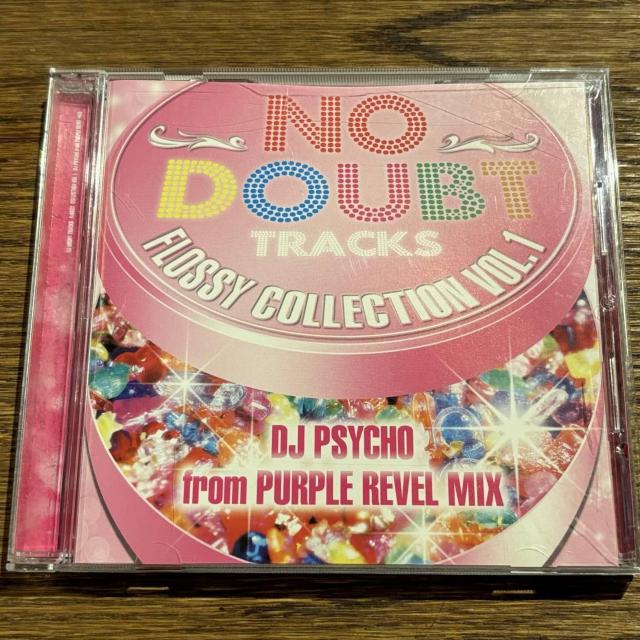 NO
DOUBT
TRACKS
FLOSSY COLLECTION VOL.1
DJ PSYCHO
from PURPLE REVEL MIX